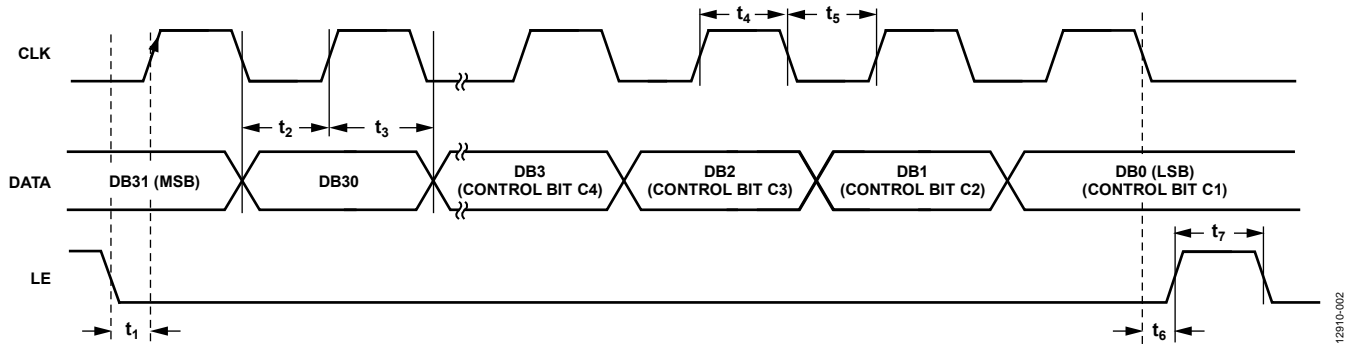 t4
t5
CLK
t2
t3
DATA
DB31 (MSB)
DB30
DB3
(CONTROL BIT C4)
DB2
(CONTROL BIT C3)
DB1
(CONTROL BIT C2)
DB0 (LSB)
(CONTROL BIT C1)
LE
t7
t1
t6
12910-002